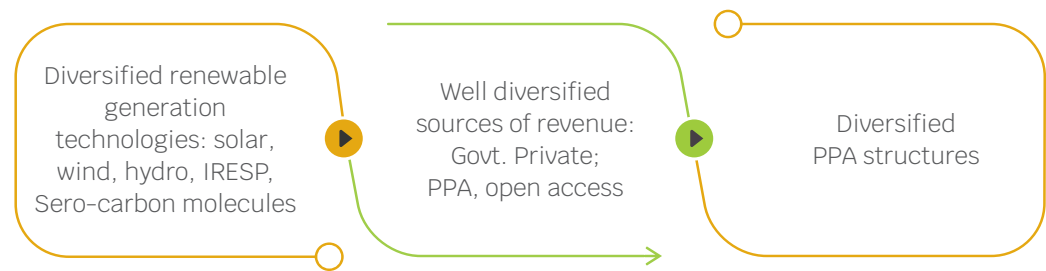 Diversified renewable
generation
technologies: solar,
wind, hydro, IRESP,
Sero-carbon molecules
Well diversified
sources of revenue:
Govt. Private;
PPA, open access
Diversified
PPA structures